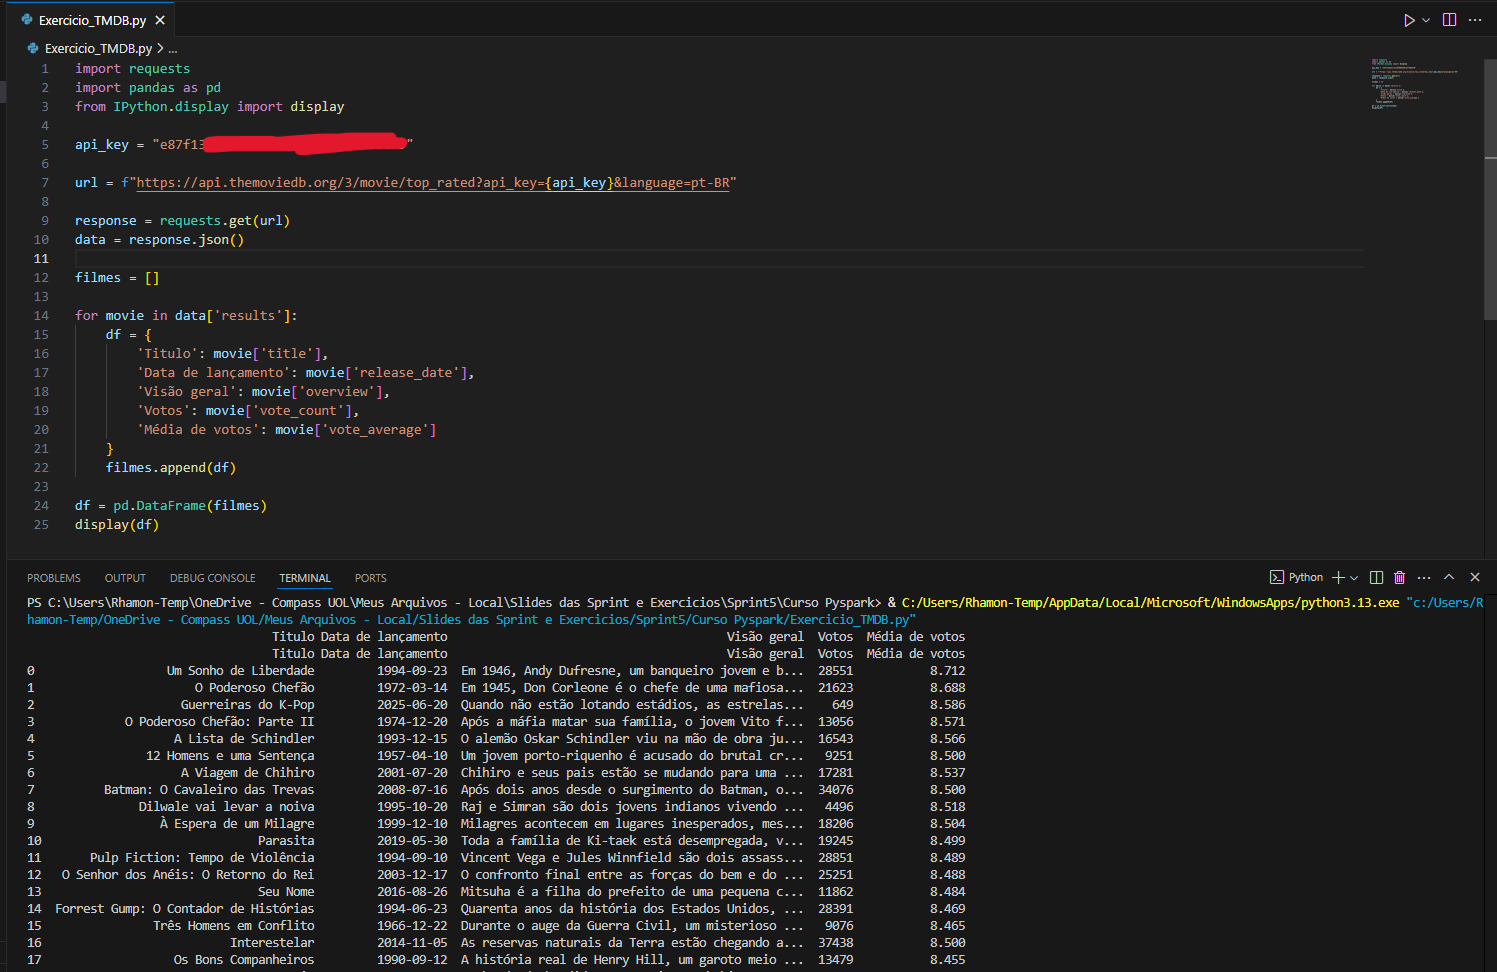 Exercicio_TMDB.py
Exercicio_TMDB.py > ...
1 import requests
2 import pandas as pd
3 from IPython.display import display
4
5 api_key = "e87f13 "
6
7 url = f"https://api.themoviedb.org/3/movie/top_rated?api_key={api_key}&language=pt-BR"
8
9 response = requests.get(url)
10 data = response.json()
11
12 filmes = []
13
14 for movie in data['results']:
15 df = {
16 'Titulo': movie['title'],
17 'Data de lançamento': movie['release_date'],
18 'Visão geral': movie['overview'],
19 'Votos': movie['vote_count'],
20 'Média de votos': movie['vote_average']
21 }
22 filmes.append(df)
23
24 df = pd.DataFrame(filmes)
25 display(df)
PROBLEMS OUTPUT DEBUG CONSOLE TERMINAL PORTS Python
PS C:\Users\Rhamon-Temp\OneDrive - Compass UOL\Meus Arquivos - Local\Slides das Sprint e Exercicios\Sprint5\Curso Pyspark> & C:/Users/Rhamon-Temp/AppData/Local/Microsoft/WindowsApps/python3.13.exe "c:/Users/R
hamon-Temp/OneDrive - Compass UOL/Meus Arquivos - Local/Slides das Sprint e Exercicios/Sprint5/Curso Pyspark/Exercicio_TMDB.py"
Titulo Data de lançamento Visão geral Votos Média de votos
Titulo Data de lançamento Visão geral Votos Média de votos
0 Um Sonho de Liberdade 1994-09-23 Em 1946, Andy Dufresne, um banqueiro jovem e b... 28551 8.712
1 O Poderoso Chefão 1972-03-14 Em 1945, Don Corleone é o chefe de uma mafiosa... 21623 8.688
2 Guerreiras do K-Pop 2025-06-20 Quando não estão lotando estádios, as estrelas... 649 8.586
3 O Poderoso Chefão: Parte II 1974-12-20 Após a máfia matar sua família, o jovem Vito f... 13056 8.571
4 A Lista de Schindler 1993-12-15 O alemão Oskar Schindler viu na mão de obra ju... 16543 8.566
5 12 Homens e uma Sentença 1957-04-10 Um jovem porto-riquenho é acusado do brutal cr... 9251 8.500
6 A Viagem de Chihiro 2001-07-20 Chihiro e seus pais estão se mudando para uma ... 17281 8.537
7 Batman: O Cavaleiro das Trevas 2008-07-16 Após dois anos desde o surgimento do Batman, o... 34076 8.500
8 Dilwale vai levar a noiva 1995-10-20 Raj e Simran são dois jovens indianos vivendo ... 4496 8.518
9 À Espera de um Milagre 1999-12-10 Milagres acontecem em lugares inesperados, mes... 18206 8.504
10 Parasita 2019-05-30 Toda a família de Ki-taek está desempregada, v... 19245 8.499
11 Pulp Fiction: Tempo de Violência 1994-09-10 Vincent Vega e Jules Winnfield são dois assass... 28851 8.489
12 O Senhor dos Anéis: O Retorno do Rei 2003-12-17 O confronto final entre as forças do bem e do ... 25251 8.488
13 Seu Nome 2016-08-26 Mitsuha é a filha do prefeito de uma pequena c... 11862 8.484
14 Forrest Gump: O Contador de Histórias 1994-06-23 Quarenta anos da história dos Estados Unidos, ... 28391 8.469
15 Três Homens em Conflito 1966-12-22 Durante o auge da Guerra Civil, um misterioso ... 9076 8.465
16 Interestelar 2014-11-05 As reservas naturais da Terra estão chegando a... 37438 8.500
17 Os Bons Companheiros 1990-09-12 A história real de Henry Hill, um garoto meio ... 13479 8.455